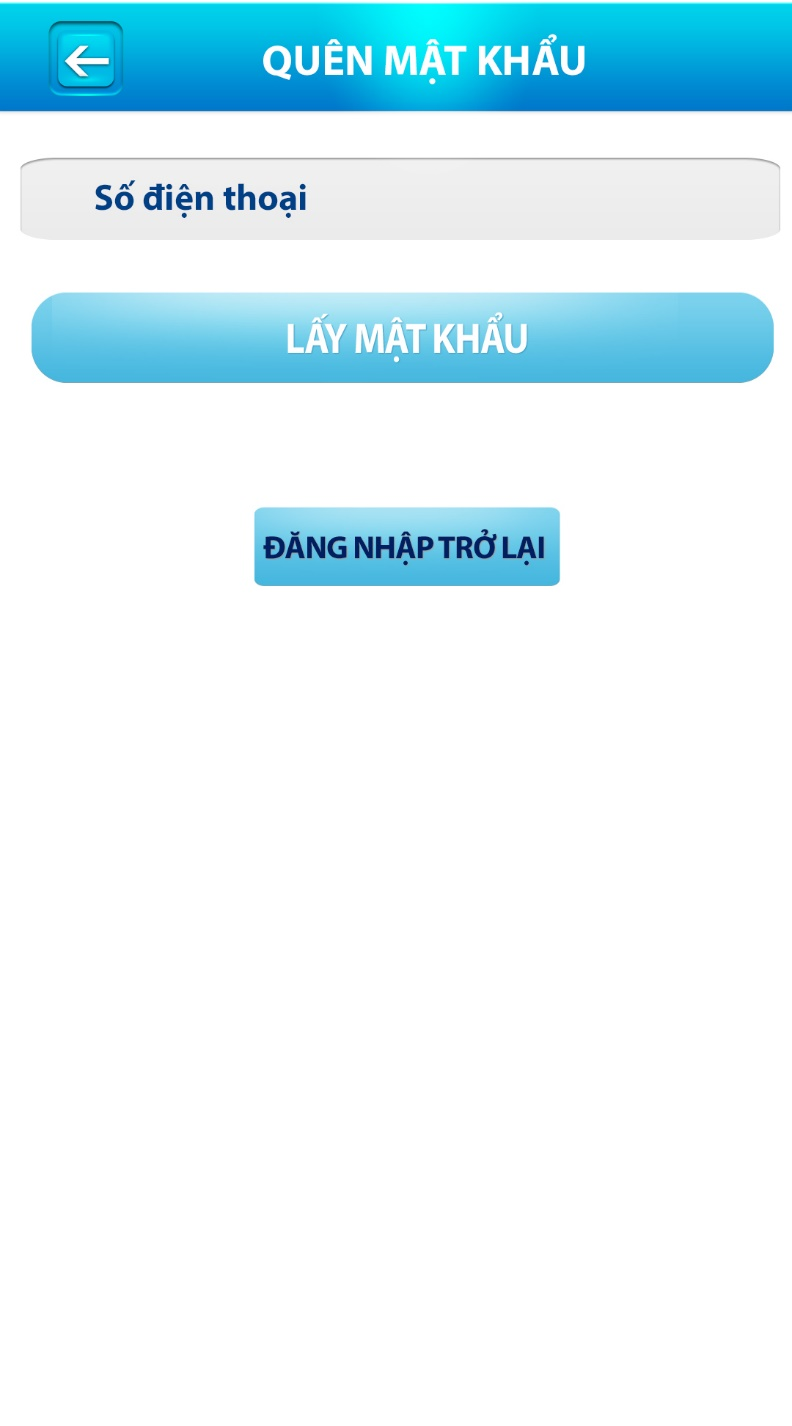 QUÊN MẬT KHẨU
Số điện thoại
LẤY MẬT KHẨU
ĐĂNG NHẬP TRỞ LẠI